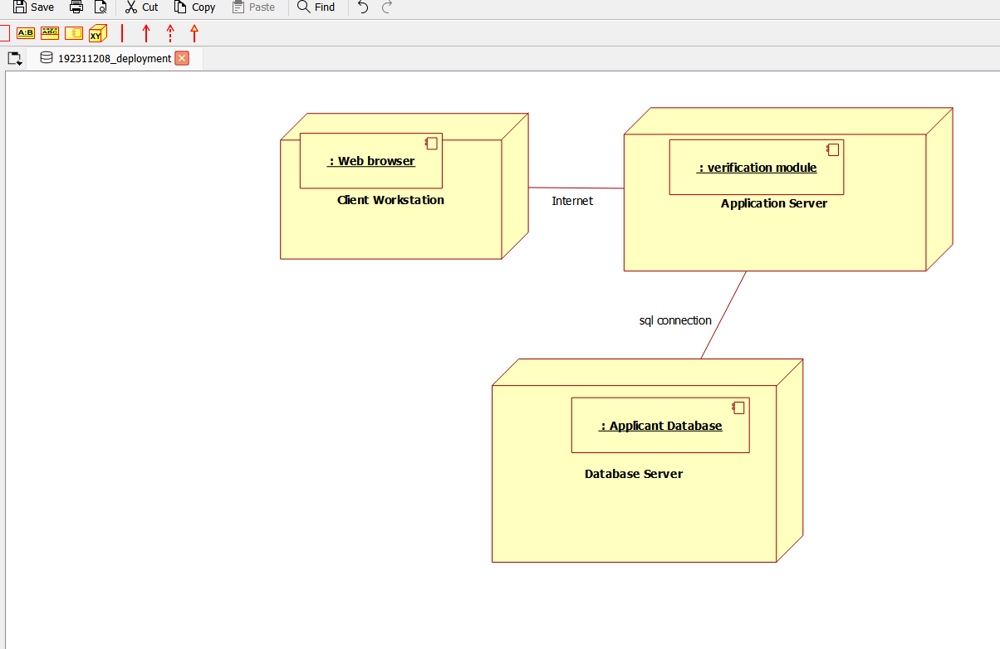 Save Cut Copy Paste Find
A:B XY
192311208_deployment
: Web browser
Client Workstation
Internet
: verification module
Application Server
sql connection
: Applicant Database
Database Server